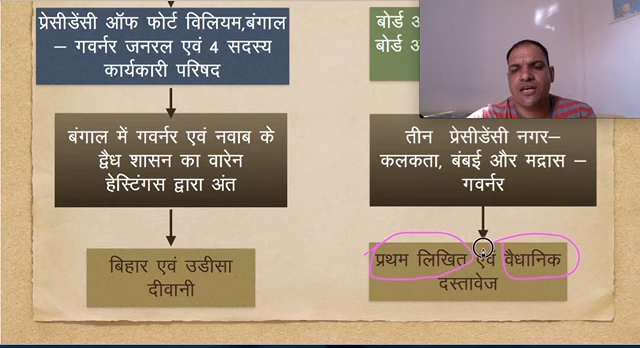 प्रेसीडेंसी ऑफ फोर्ट विलियम,बंगाल
– गवर्नर जनरल एवं 4 सदस्य
कार्यकारी परिषद
बंगाल में गवर्नर एवं नवाब के
द्वैध शासन का वारेन
हेस्टिंगस द्वारा अंत
बिहार एवं उडीसा
दीवानी
बोर्ड
बोर्ड
तीन प्रेसीडेंसी नगर–
कलकता, बंबई और मद्रास –
गवर्नर
प्रथम लिखित एवं वैधानिक
दस्तावेज